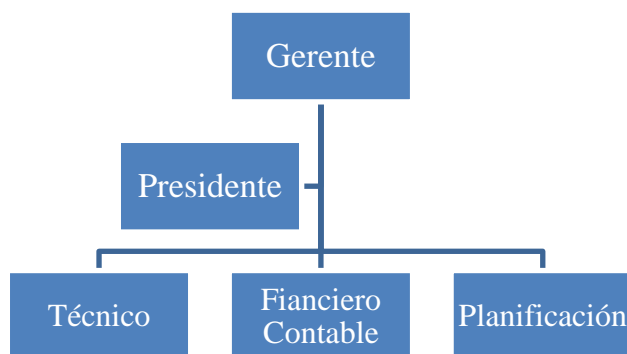 Gerente
Presidente
Técnico
Fianciero
Contable
Planificación